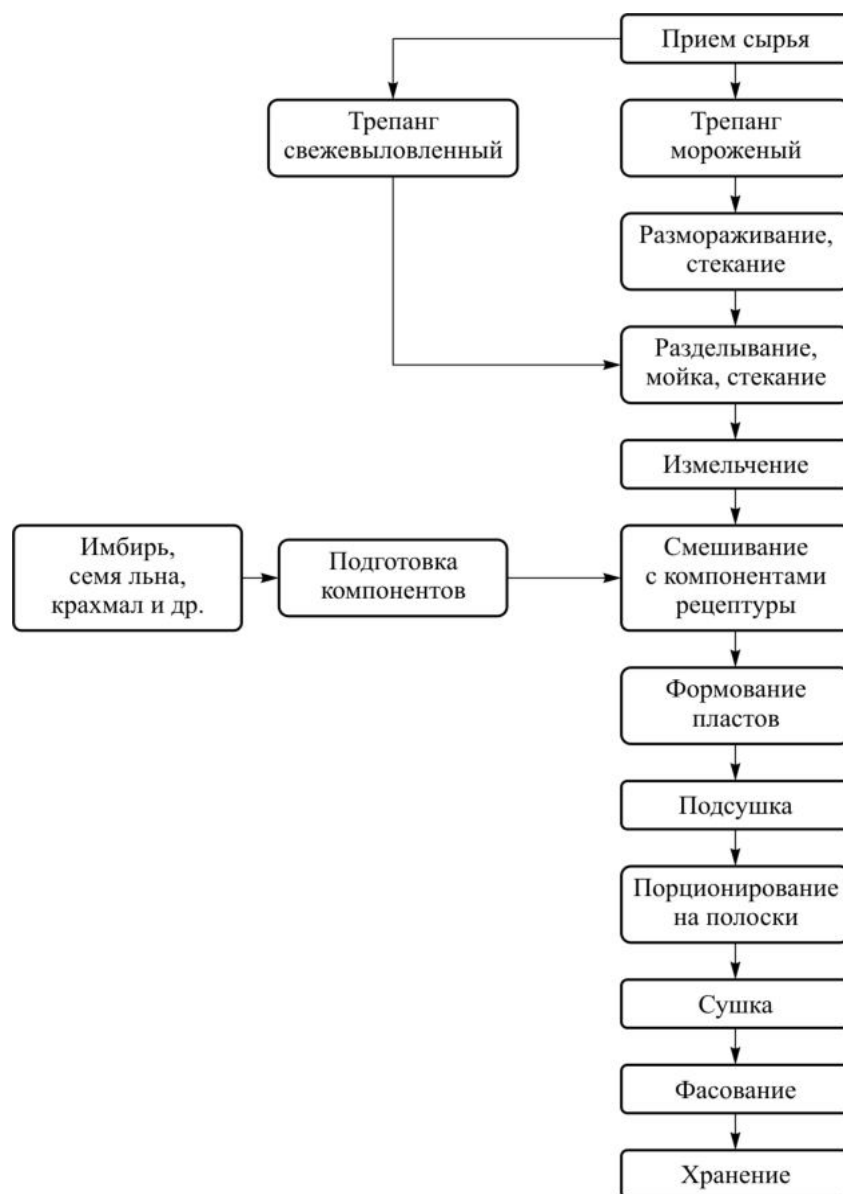 Прием сырья
Трепанг
свежевыловленный
Трепанг
мороженый
Размораживание,
стекание
Разделывание,
мойка, стекание
Измельчение
Имбирь,
семя льна,
крахмал и др.
Подготовка
компонентов
Смешивание
с компонентами
рецептуры
Формование
пластов
Подсушка
Порционирование
на полоски
Сушка
Фасование
Хранение